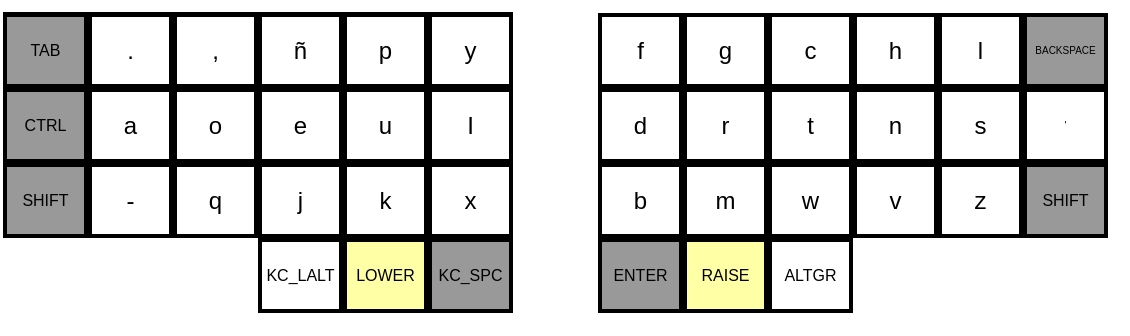 TAB . , ñ p y f g c h l BACKSPACE
CTRL a o e u I d r t n s '
SHIFT - q j k x b m w v z SHIFT
KC_LALT LOWER KC_SPC ENTER RAISE ALTGR